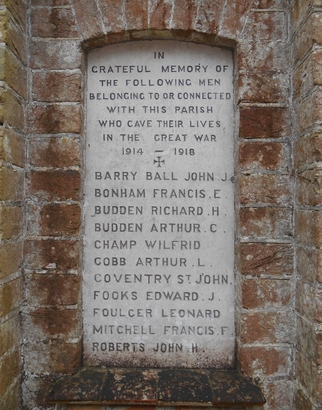 IN
GRATEFUL MEMORY OF
THE FOLLOWING MEN
BELONGING TO OR CONNECTED
WITH THIS PARISH
WHO GAVE THEIR LIVES
IN THE GREAT WAR
1914 – 1918
BARRY BALL JOHN J.
BONHAM FRANCIS. E
BUDDEN RICHARD. H.
BUDDEN ARTHUR. C.
CHAMP WILFRID
COBB ARTHUR. L.
COVENTRY ST JOHN.
FOOKS EDWARD. J.
FOULGER LEONARD
MITCHELL FRANCIS. F.
ROBERTS JOHN H.